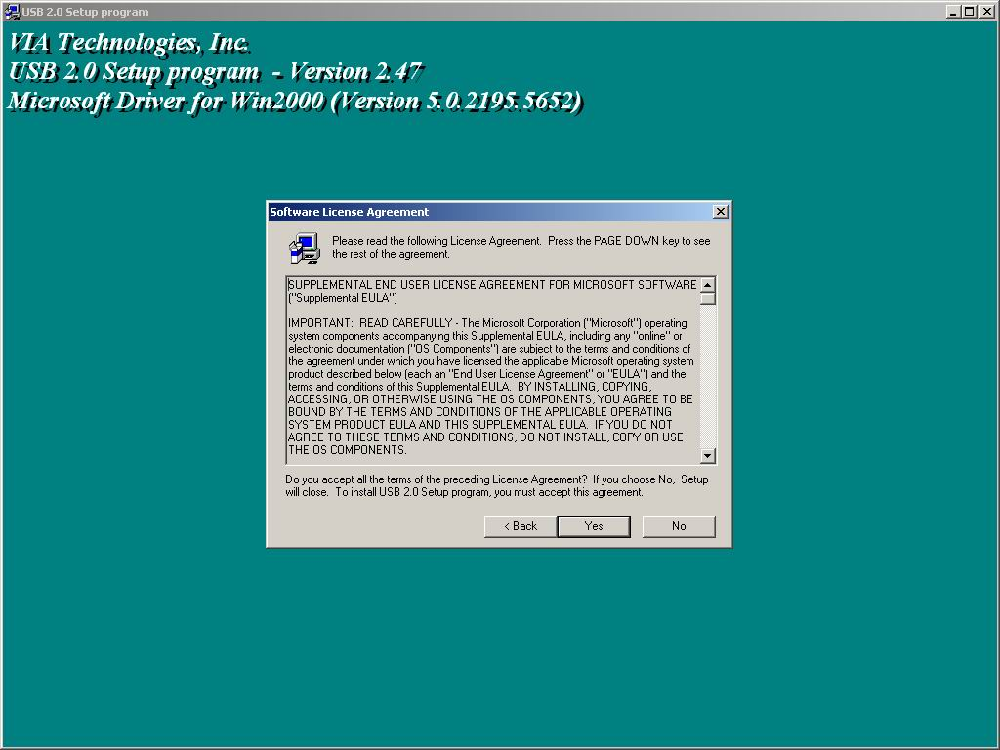 USB 2.0 Setup program
VIA Technologies, Inc.
USB 2.0 Setup program - Version 2.47
Microsoft Driver for Win2000 (Version 5.0.2195.5652)
Software License Agreement
Please read the following License Agreement. Press the PAGE DOWN key to see
the rest of the agreement.
SUPPLEMENTAL END USER LICENSE AGREEMENT FOR MICROSOFT SOFTWARE
("Supplemental EULA")
IMPORTANT: READ CAREFULLY - The Microsoft Corporation ("Microsoft") operating
system components accompanying this Supplemental EULA, including any "online" or
electronic documentation ("OS Components") are subject to the terms and conditions of
the agreement under which you have licensed the applicable Microsoft operating system
product described below (each an "End User License Agreement" or "EULA") and the
terms and conditions of this Supplemental EULA. BY INSTALLING, COPYING,
ACCESSING, OR OTHERWISE USING THE OS COMPONENTS, YOU AGREE TO BE
BOUND BY THE TERMS AND CONDITIONS OF THE APPLICABLE OPERATING
SYSTEM PRODUCT EULA AND THIS SUPPLEMENTAL EULA. IF YOU DO NOT
AGREE TO THESE TERMS AND CONDITIONS, DO NOT INSTALL, COPY OR USE
THE OS COMPONENTS.
Do you accept all the terms of the preceding License Agreement? If you choose No, Setup
will close. To install USB 2.0 Setup program, you must accept this agreement.
< Back Yes No